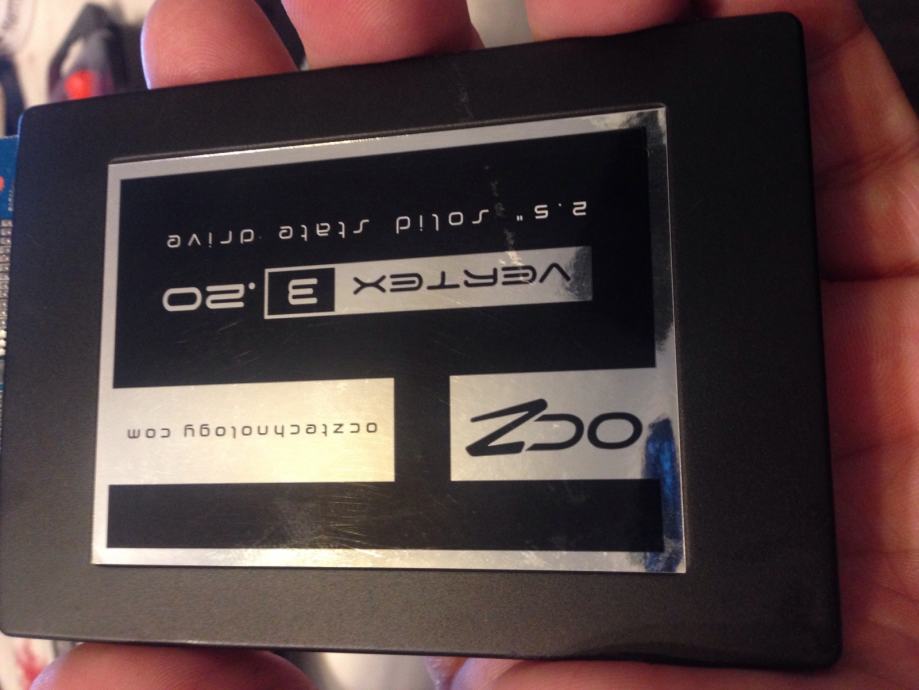 OCZ
ocztechnology com
VERTEX 3 .20
2.5" solid state drive